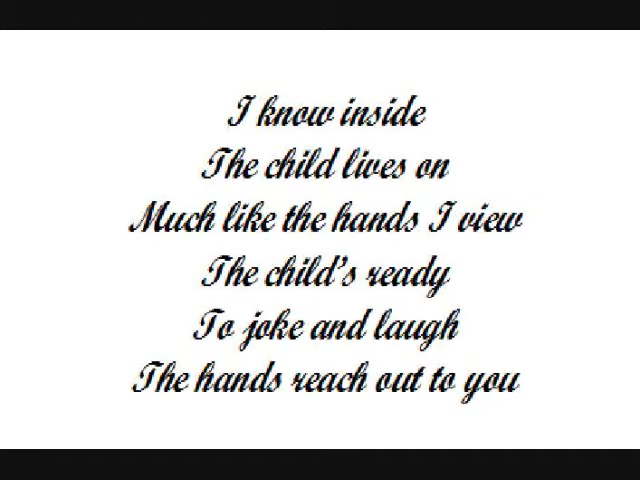 I know inside
The child lives on
Much like the hands I view
The child's ready
To joke and laugh
The hands reach out to you